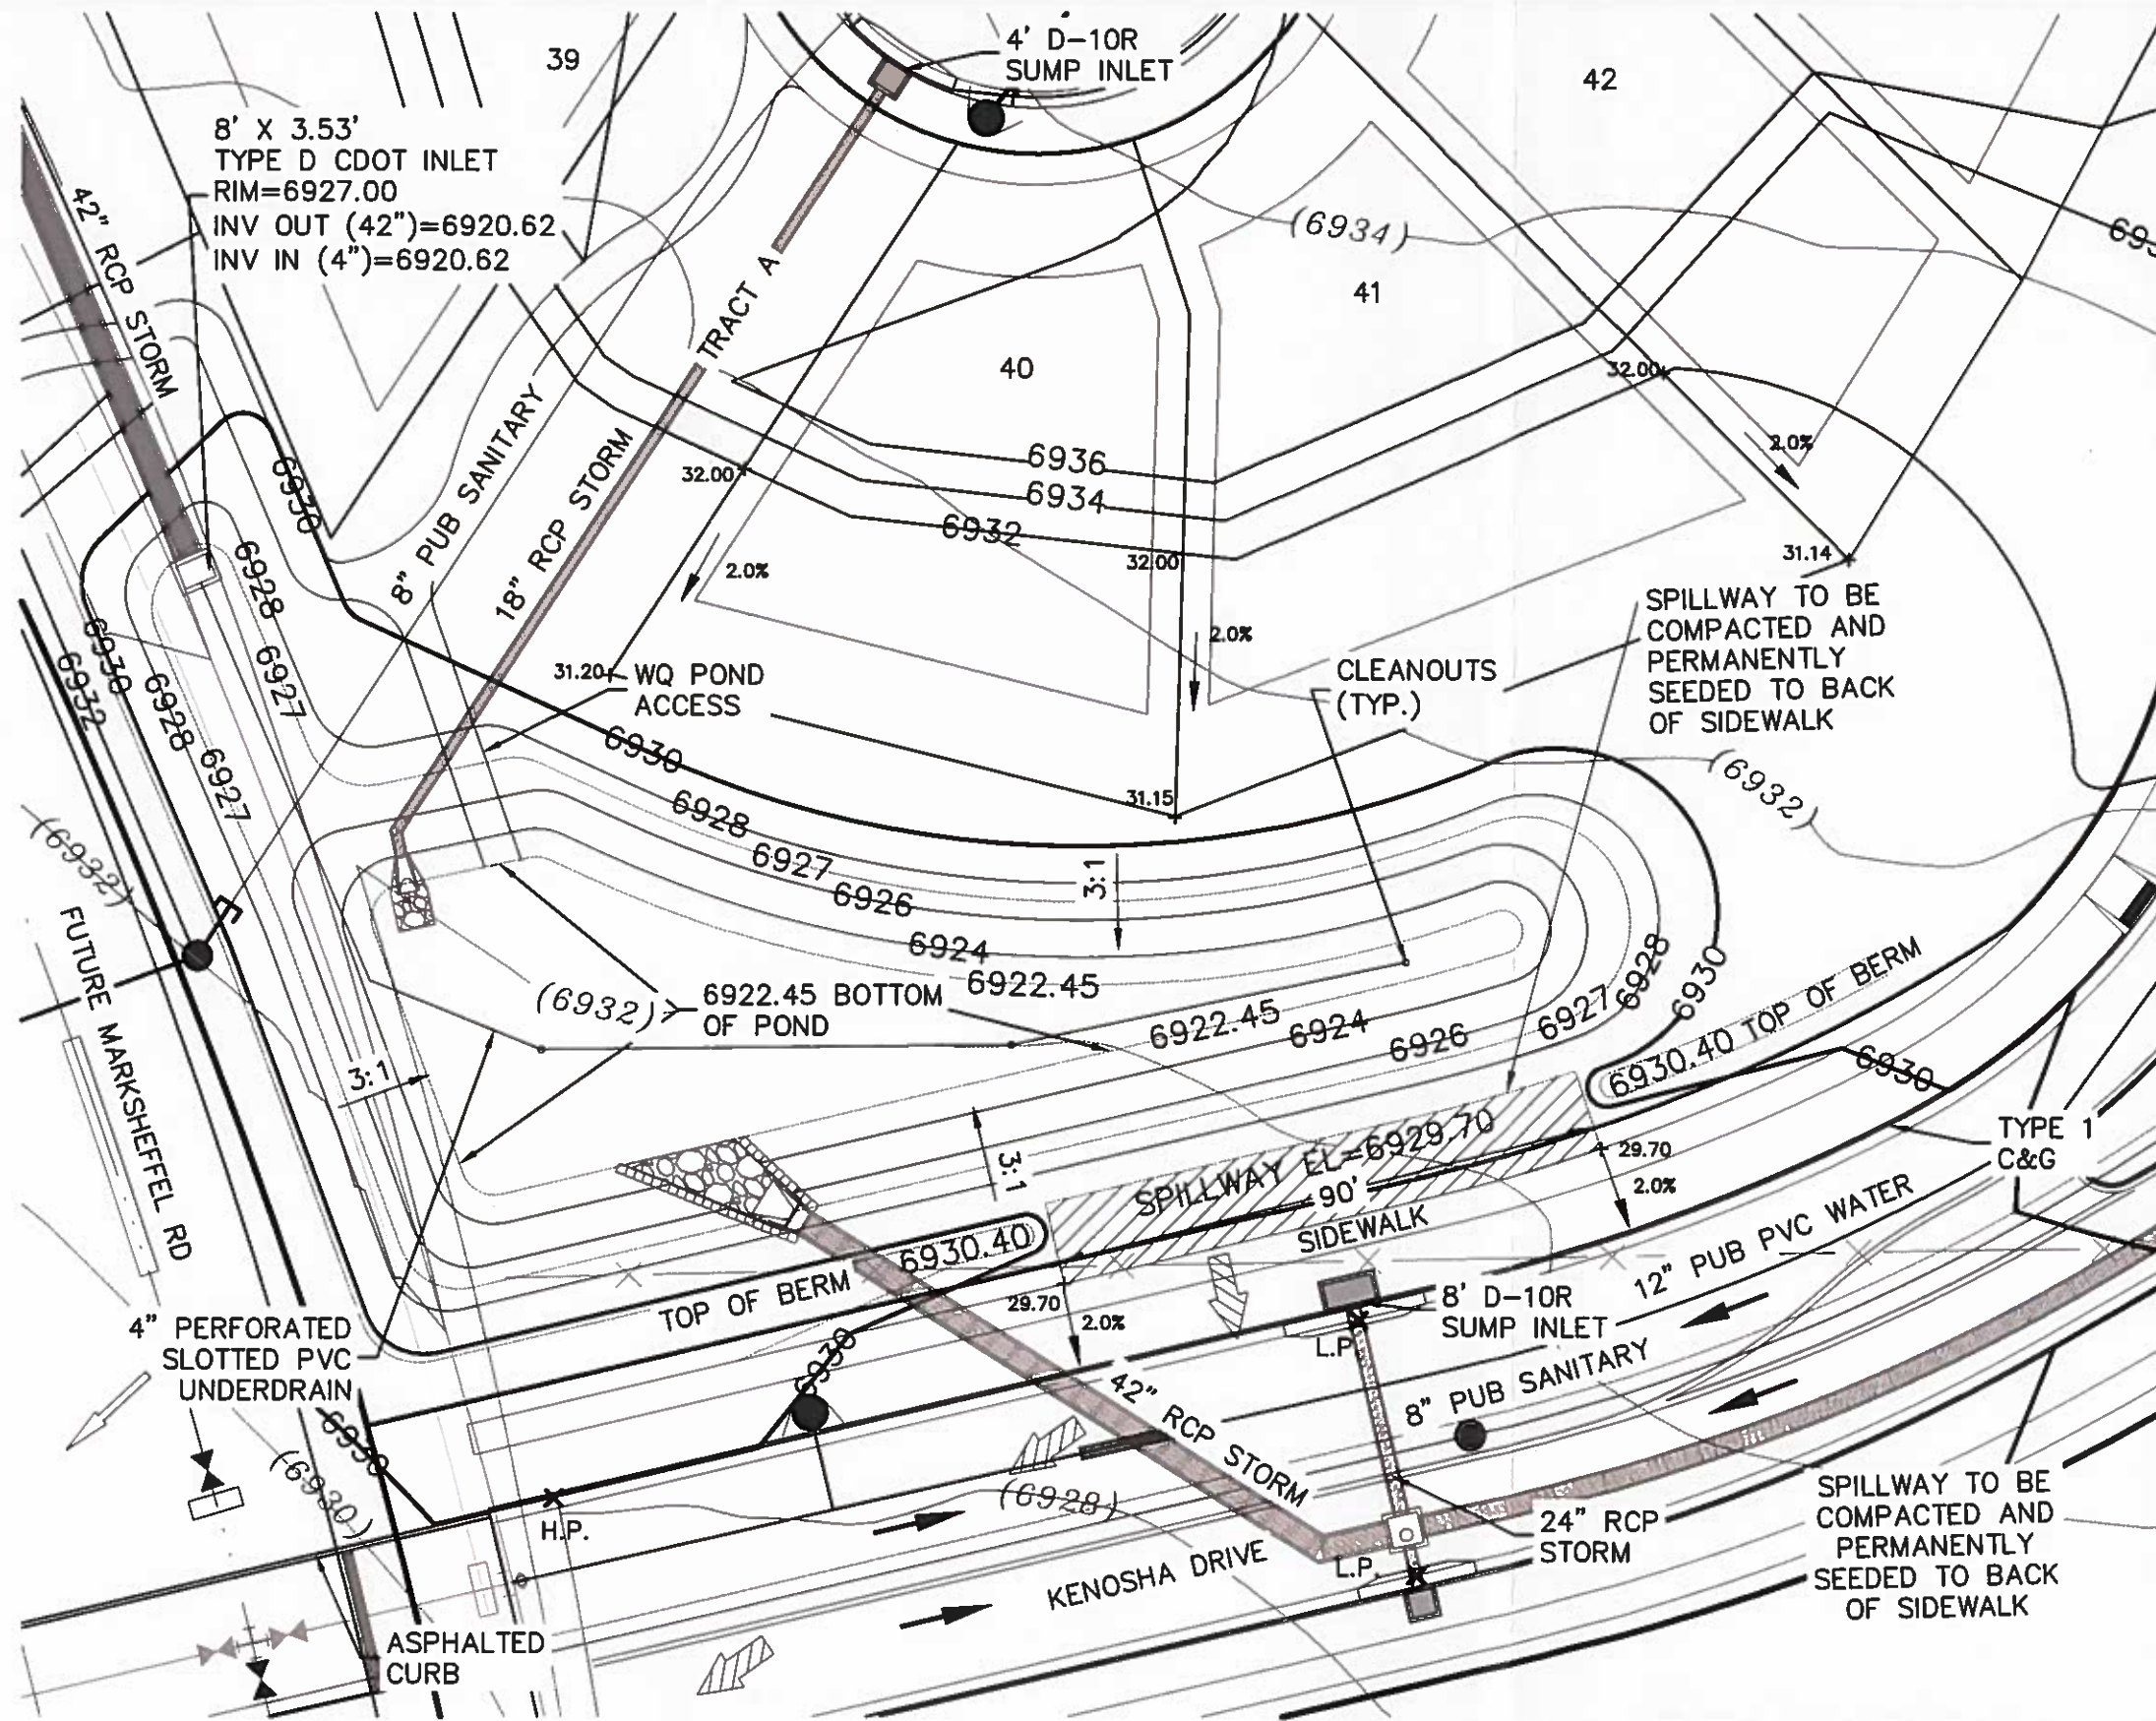 39
4' D-10R
SUMP INLET
42
8' X 3.53'
TYPE D CDOT INLET
RIM=6927.00
INV OUT (42")=6920.62
INV IN (4")=6920.62
42" RCP STORM
(6934)
41
TRACT A
40
32.00
2.0%
6936
6934
6932
32.00
32.00
8" PUB SANITARY
18" RCP STORM
6930
2.0%
31.14
6928
6927
SPILLWAY TO BE
COMPACTED AND
PERMANENTLY
SEEDED TO BACK
OF SIDEWALK
6930
6932
6928
6927
31.20
WQ POND
ACCESS
2.0%
CLEANOUTS
(TYP.)
6930
6928
6927
6926
6924
6922.45
31.15
3:1
(6932)
(6932)
FUTURE MARKSHEFFEL RD
(6932)
6922.45 BOTTOM
OF POND
6922.45
6924
6926
6927
6928
6930
6930.40 TOP OF BERM
6930
3:1
3:1
SPILLWAY EL=6929.70
90'
SIDEWALK
29.70
2.0%
TYPE 1
C&G
12" PUB PVC WATER
6930.40
TOP OF BERM
29.70
2.0%
8' D-10R
SUMP INLET
L.P.
4" PERFORATED
SLOTTED PVC
UNDERDRAIN
6930
42" RCP STORM
8" PUB SANITARY
6930
(6930)
H.P.
(6928)
KENOSHA DRIVE
L.P.
24" RCP
STORM
SPILLWAY TO BE
COMPACTED AND
PERMANENTLY
SEEDED TO BACK
OF SIDEWALK
ASPHALTED
CURB